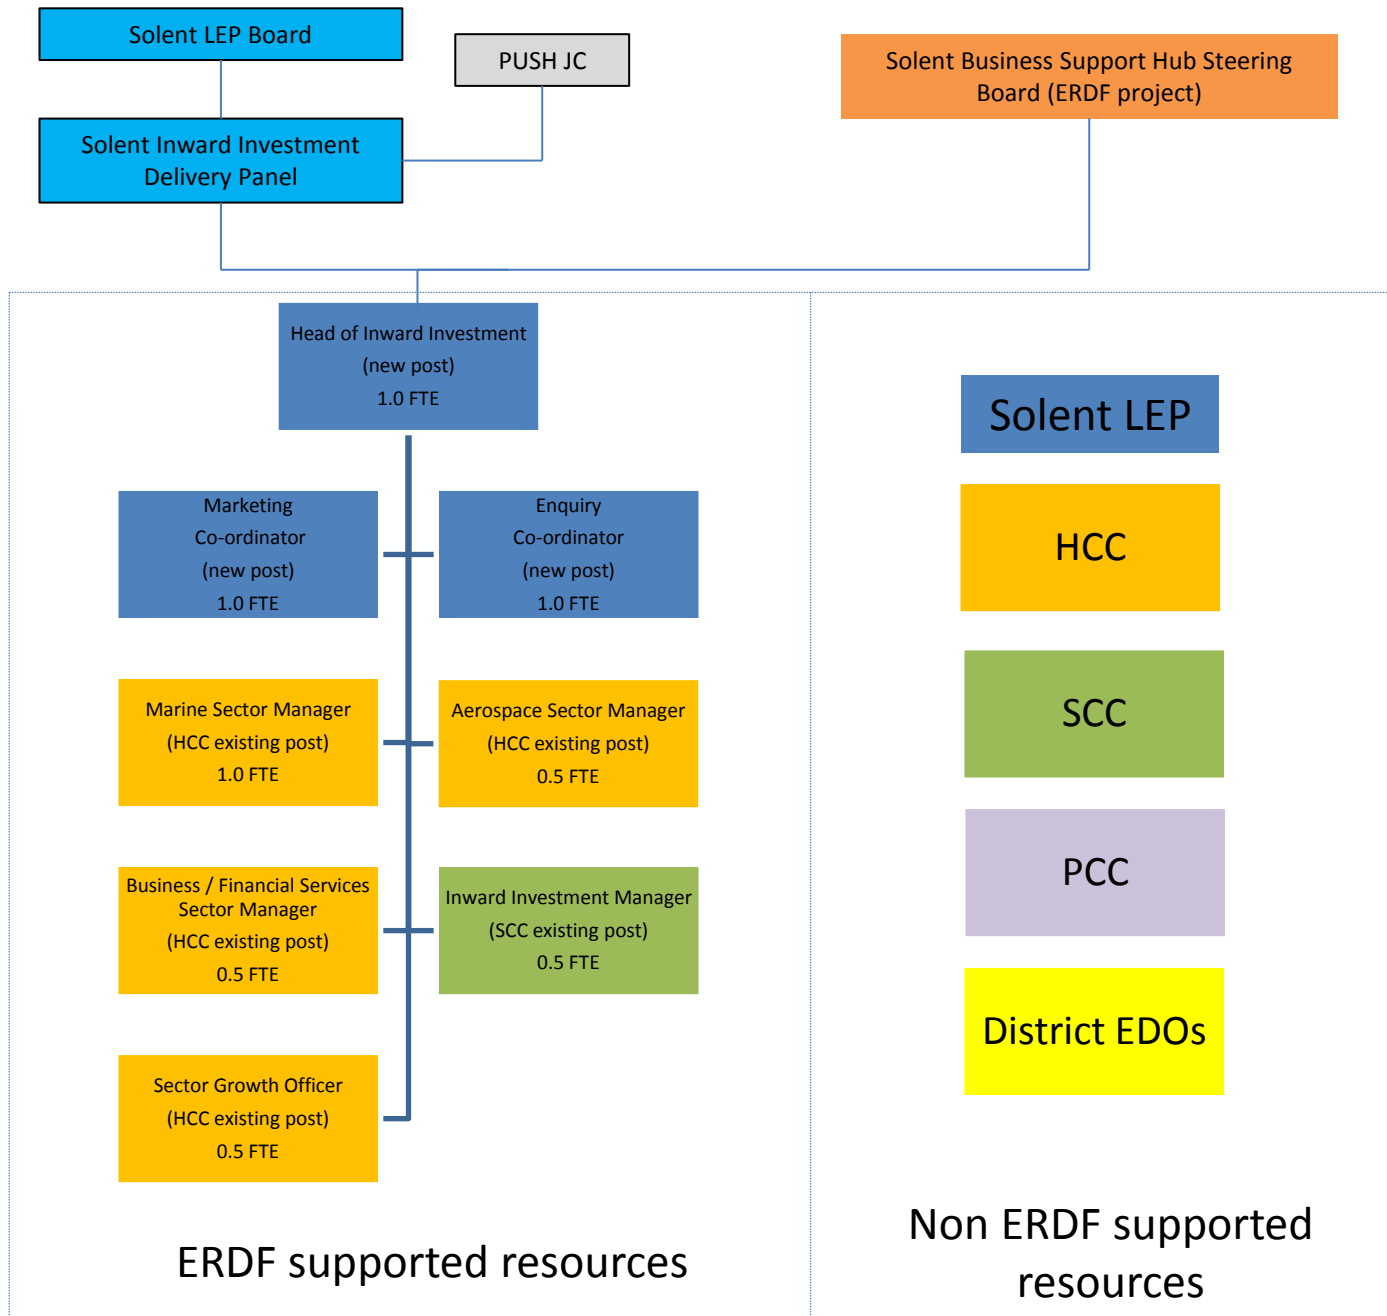 Solent LEP Board
PUSH JC
Solent Business Support Hub Steering
Board (ERDF project)
Solent Inward Investment
Delivery Panel
Head of Inward Investment
(new post)
1.0 FTE
Marketing
Co-ordinator
(new post)
1.0 FTE
Enquiry
Co-ordinator
(new post)
1.0 FTE
Marine Sector Manager
(HCC existing post)
1.0 FTE
Aerospace Sector Manager
(HCC existing post)
0.5 FTE
Business / Financial Services
Sector Manager
(HCC existing post)
0.5 FTE
Inward Investment Manager
(SCC existing post)
0.5 FTE
Sector Growth Officer
(HCC existing post)
0.5 FTE
ERDF supported resources
Solent LEP
HCC
SCC
PCC
District EDOs
Non ERDF supported
resources